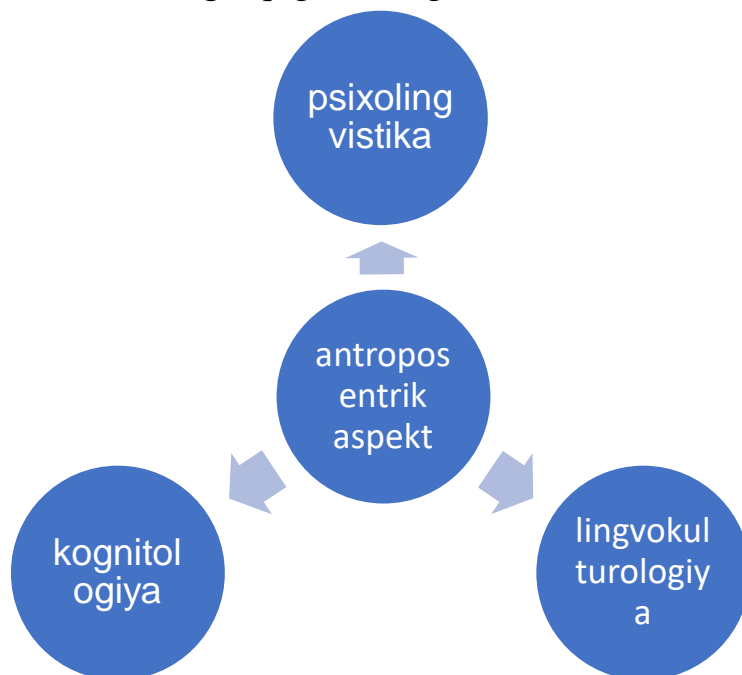 psixoling
vistika
antropos
entrik
aspekt
kognitol
ogiya
lingvokul
turologiy
a